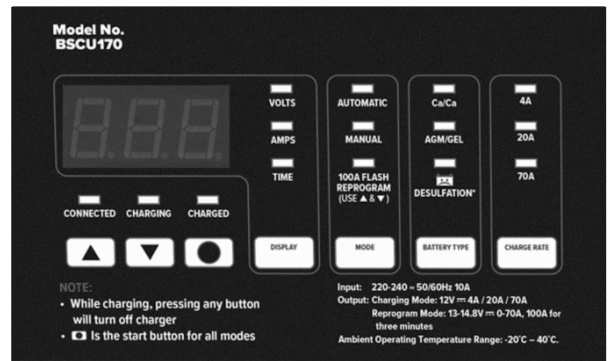 Model No.
BSCU170
8.8.8
VOLTS
AMPS
TIME
AUTOMATIC
MANUAL
100A FLASH
REPROGRAM
(USE ▲ & ▼)
Ca/Ca
AGM/GEL
DESULFATION*
4A
20A
70A
CONNECTED CHARGING CHARGED
▲ ▼ ●
DISPLAY
MODE
BATTERY TYPE
CHARGE RATE
NOTE:
• While charging, pressing any button
will turn off charger
• Is the start button for all modes
Input: 220-240 ~ 50/60Hz 10A
Output: Charging Mode: 12V ⎓ 4A / 20A / 70A
Reprogram Mode: 13-14.8V ⎓ 0-70A, 100A for
three minutes
Ambient Operating Temperature Range: -20˚C – 40˚C.